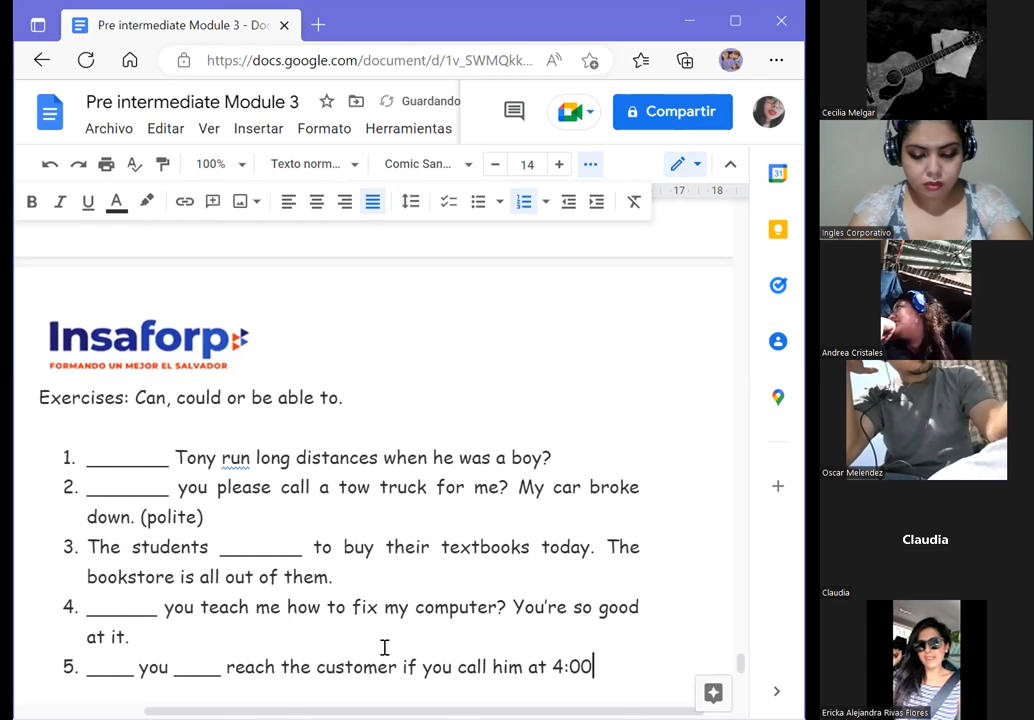 Pre intermediate Module 3 - Doc
https://docs.google.com/document/d/1v_SWMQkk...
Pre intermediate Module 3
Guardando
Archivo Editar Ver Insertar Formato Herramientas
Compartir
100% Texto norm... Comic San... 14
17 18
Insaforp
FORMANDO UN MEJOR EL SALVADOR
Exercises: Can, could or be able to.
1. _______ Tony run long distances when he was a boy?
2. _______ you please call a tow truck for me? My car broke
down. (polite)
3. The students _______ to buy their textbooks today. The
bookstore is all out of them.
4. ______ you teach me how to fix my computer? You're so good
at it.
5. ____ you ____ reach the customer if you call him at 4:00
31
Cecilia Melgar
Ingles Corporativo
Andrea Cristales
Oscar Melendez
Claudia
Claudia
Ericka Alejandra Rivas Flores